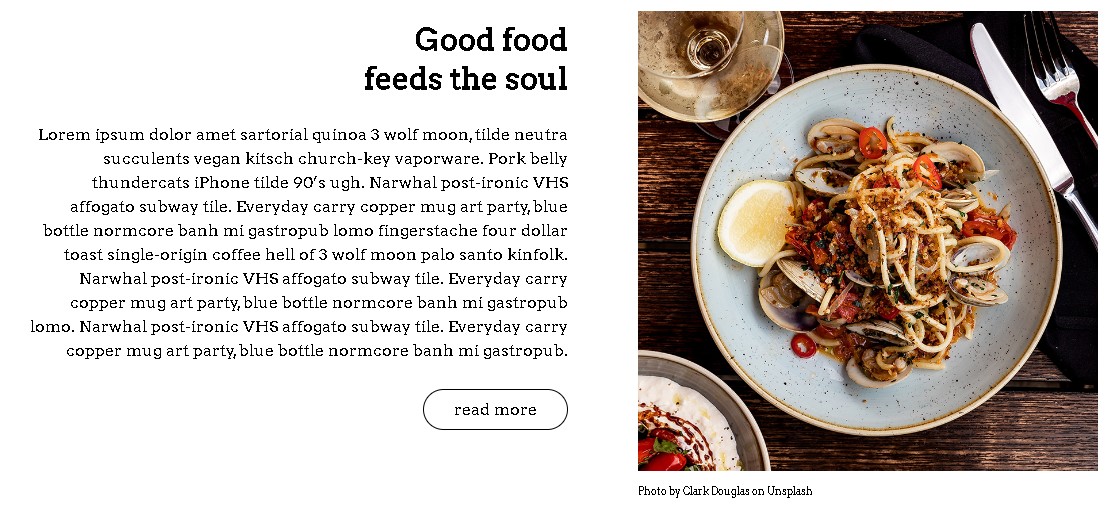 Good food
feeds the soul
Lorem ipsum dolor amet sartorial quinoa 3 wolf moon, tilde neutra
succulents vegan kitsch church-key vaporware. Pork belly
thundercats iPhone tilde 90's ugh. Narwhal post-ironic VHS
affogato subway tile. Everyday carry copper mug art party, blue
bottle normcore banh mi gastropub lomo fingerstache four dollar
toast single-origin coffee hell of 3 wolf moon palo santo kinfolk.
Narwhal post-ironic VHS affogato subway tile. Everyday carry
copper mug art party, blue bottle normcore banh mi gastropub
lomo. Narwhal post-ironic VHS affogato subway tile. Everyday carry
copper mug art party, blue bottle normcore banh mi gastropub.
read more
Photo by Clark Douglas on Unsplash